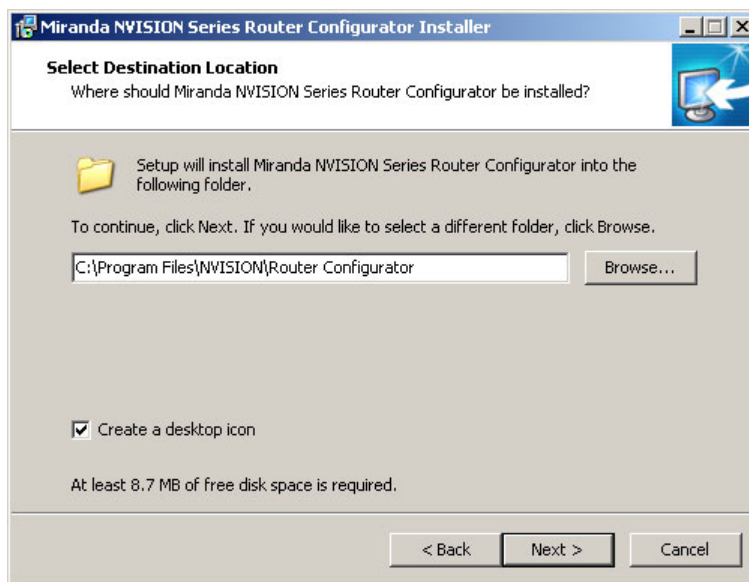 Miranda NVISION Series Router Configurator Installer
Select Destination Location
Where should Miranda NVISION Series Router Configurator be installed?
Setup will install Miranda NVISION Series Router Configurator into the
following folder.
To continue, click Next. If you would like to select a different folder, click Browse.
C:\Program Files\NVISION\Router Configurator
Browse...
Create a desktop icon
At least 8.7 MB of free disk space is required.
< Back
Next >
Cancel